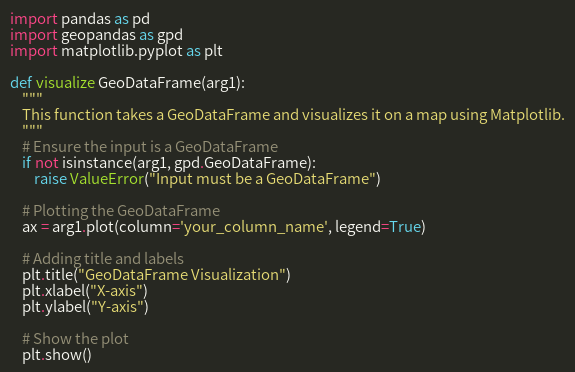 import pandas as pd
import geopandas as gpd
import matplotlib.pyplot as plt

def visualize GeoDataFrame(arg1):
    """
    This function takes a GeoDataFrame and visualizes it on a map using Matplotlib.
    """
    # Ensure the input is a GeoDataFrame
    if not isinstance(arg1, gpd.GeoDataFrame):
        raise ValueError("Input must be a GeoDataFrame")

    # Plotting the GeoDataFrame
    ax = arg1.plot(column='your_column_name', legend=True)

    # Adding title and labels
    plt.title("GeoDataFrame Visualization")
    plt.xlabel("X-axis")
    plt.ylabel("Y-axis")

    # Show the plot
    plt.show()